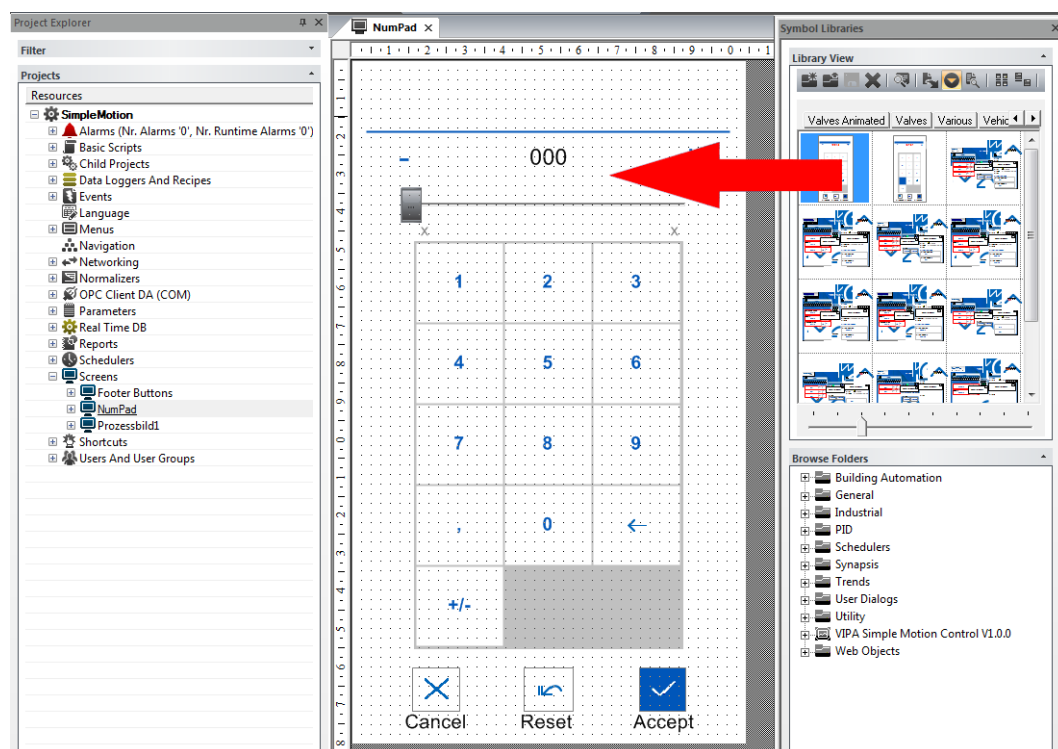 Project Explorer
Filter
Projects
Resources
SimpleMotion
Alarms (Nr. Alarms '0', Nr. Runtime Alarms '0')
Basic Scripts
Child Projects
Data Loggers And Recipes
Events
Language
Menus
Navigation
Networking
Normalizers
OPC Client DA (COM)
Parameters
Real Time DB
Reports
Schedulers
Screens
Footer Buttons
NumPad
Prozessbild1
Shortcuts
Users And User Groups
NumPad
-
000
x x
1 2 3
4 5 6
7 8 9
, 0 ←
+/-
Cancel Reset Accept
Symbol Libraries
Library View
Valves Animated Valves Various Vehic
Browse Folders
Building Automation
General
Industrial
PID
Schedulers
Synapsis
Trends
User Dialogs
Utility
VIPA Simple Motion Control V1.0.0
Web Objects